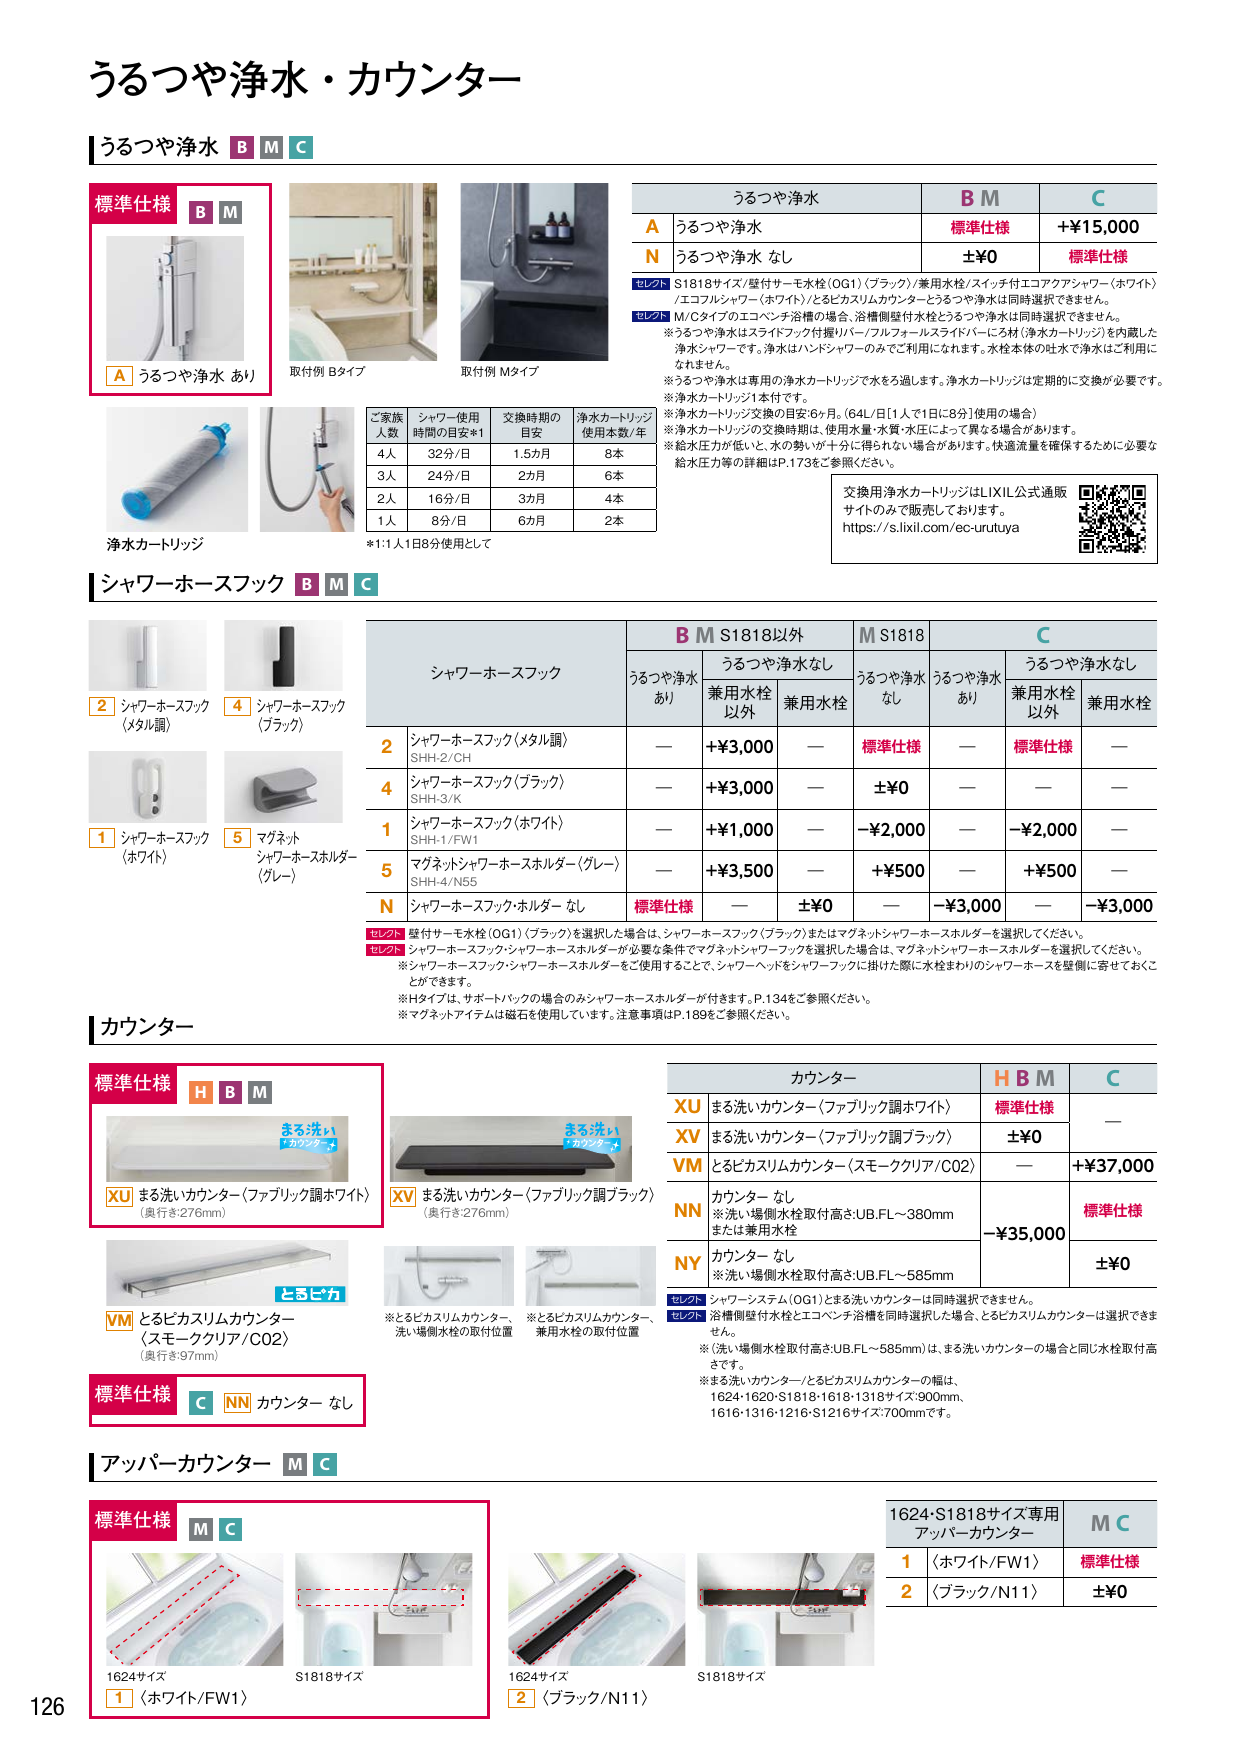 うるつや浄水・カウンター
うるつや浄水 B M C
標準仕様 B M
A うるつや浄水 あり
取付例 Bタイプ
取付例 Mタイプ
浄水カートリッジ
ご家族人数 シャワー使用時間の目安*1 交換時期の目安 浄水カートリッジ使用本数/年
4人 32分/日 1.5カ月 8本
3人 24分/日 2カ月 6本
2人 16分/日 3カ月 4本
1人 8分/日 6カ月 2本
*1:1人1日8分使用として
うるつや浄水 B M C
A うるつや浄水 標準仕様 +¥15,000
N うるつや浄水 なし ±¥0 標準仕様
セレクト S1818サイズ/壁付サーモ水栓(OG1)〈ブラック〉/兼用水栓/スイッチ付エコアクアシャワー〈ホワイト〉
/エコフルシャワー〈ホワイト〉/とるピカスリムカウンターとうるつや浄水は同時選択できません。
セレクト M/Cタイプのエコベンチ浴槽の場合、浴槽側壁付水栓とうるつや浄水は同時選択できません。
※うるつや浄水はスライドフック付握りバー/フルフォールスライドバーにろ材(浄水カートリッジ)を内蔵した
浄水シャワーです。浄水はハンドシャワーのみでご利用になれます。水栓本体の吐水で浄水はご利用に
なれません。
※うるつや浄水は専用の浄水カートリッジで水をろ過します。浄水カートリッジは定期的に交換が必要です。
※浄水カートリッジ1本付です。
※浄水カートリッジ交換の目安:6ヶ月。(64L/日[1人で1日に8分]使用の場合)
※浄水カートリッジの交換時期は、使用水量・水質・水圧によって異なる場合があります。
※給水圧力が低いと、水の勢いが十分に得られない場合があります。快適流量を確保するために必要な
給水圧力等の詳細はP.173をご参照ください。
交換用浄水カートリッジはLIXIL公式通販
サイトのみで販売しております。
https://s.lixil.com/ec-urutuya
シャワーホースフック B M C
2 シャワーホースフック〈メタル調〉
4 シャワーホースフック〈ブラック〉
1 シャワーホースフック〈ホワイト〉
5 マグネットシャワーホースホルダー〈グレー〉
シャワーホースフック B M S1818以外 M S1818 C
うるつや浄水あり うるつや浄水なし うるつや浄水なし うるつや浄水あり うるつや浄水なし
兼用水栓以外 兼用水栓 兼用水栓以外 兼用水栓
2 シャワーホースフック〈メタル調〉 SHH-2/CH — +¥3,000 — 標準仕様 — 標準仕様 —
4 シャワーホースフック〈ブラック〉 SHH-3/K — +¥3,000 — ±¥0 — — —
1 シャワーホースフック〈ホワイト〉 SHH-1/FW1 — +¥1,000 — −¥2,000 — −¥2,000 —
5 マグネットシャワーホースホルダー〈グレー〉 SHH-4/N55 — +¥3,500 — +¥500 — +¥500 —
N シャワーホースフック・ホルダー なし 標準仕様 — ±¥0 — −¥3,000 — −¥3,000
セレクト 壁付サーモ水栓(OG1)〈ブラック〉を選択した場合は、シャワーホースフック〈ブラック〉またはマグネットシャワーホースホルダーを選択してください。
セレクト シャワーホースフック・シャワーホースホルダーが必要な条件でマグネットシャワーフックを選択した場合は、マグネットシャワーホースホルダーを選択してください。
※シャワーホースフック・シャワーホースホルダーをご使用することで、シャワーヘッドをシャワーフックに掛けた際に水栓まわりのシャワーホースを壁側に寄せておくこ
とができます。
※Hタイプは、サポートパックの場合のみシャワーホースホルダーが付きます。P.134をご参照ください。
※マグネットアイテムは磁石を使用しています。注意事項はP.189をご参照ください。
カウンター
標準仕様 H B M
まる洗い カウンター
XU まる洗いカウンター〈ファブリック調ホワイト〉
(奥行き:276mm)
まる洗い カウンター
XV まる洗いカウンター〈ファブリック調ブラック〉
(奥行き:276mm)
とるピカ
VM とるピカスリムカウンター
〈スモーククリア/C02〉
(奥行き:97mm)
※とるピカスリムカウンター、
洗い場側水栓の取付位置
※とるピカスリムカウンター、
兼用水栓の取付位置
標準仕様 C NN カウンター なし
カウンター H B M C
XU まる洗いカウンター〈ファブリック調ホワイト〉 標準仕様 —
XV まる洗いカウンター〈ファブリック調ブラック〉 ±¥0
VM とるピカスリムカウンター〈スモーククリア/C02〉 — +¥37,000
NN カウンター なし
※洗い場側水栓取付高さ:UB.FL〜380mm
または兼用水栓 −¥35,000 標準仕様
NY カウンター なし
※洗い場側水栓取付高さ:UB.FL〜585mm ±¥0
セレクト シャワーシステム(OG1)とまる洗いカウンターは同時選択できません。
セレクト 浴槽側壁付水栓とエコベンチ浴槽を同時選択した場合、とるピカスリムカウンターは選択できま
せん。
※(洗い場側水栓取付高さ:UB.FL〜585mm)は、まる洗いカウンターの場合と同じ水栓取付高
さです。
※まる洗いカウンター/とるピカスリムカウンターの幅は、
1624・1620・S1818・1618・1318サイズ:900mm、
1616・1316・1216・S1216サイズ:700mmです。
アッパーカウンター M C
標準仕様 M C
1624サイズ
S1818サイズ
1 〈ホワイト/FW1〉
1624サイズ
S1818サイズ
2 〈ブラック/N11〉
1624・S1818サイズ専用アッパーカウンター M C
1 〈ホワイト/FW1〉 標準仕様
2 〈ブラック/N11〉 ±¥0
126